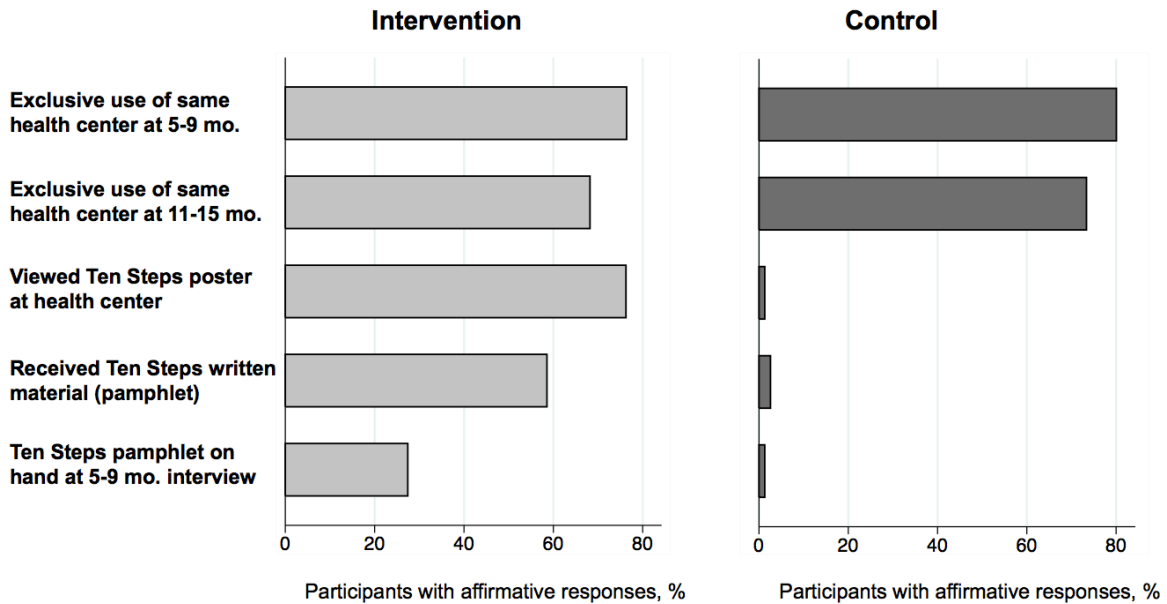 Intervention
Control
Exclusive use of same
health center at 5-9 mo.
Exclusive use of same
health center at 11-15 mo.
Viewed Ten Steps poster
at health center
Received Ten Steps written
material (pamphlet)
Ten Steps pamphlet on
hand at 5-9 mo. interview
0 20 40 60 80
0 20 40 60 80
Participants with affirmative responses, %
Participants with affirmative responses, %